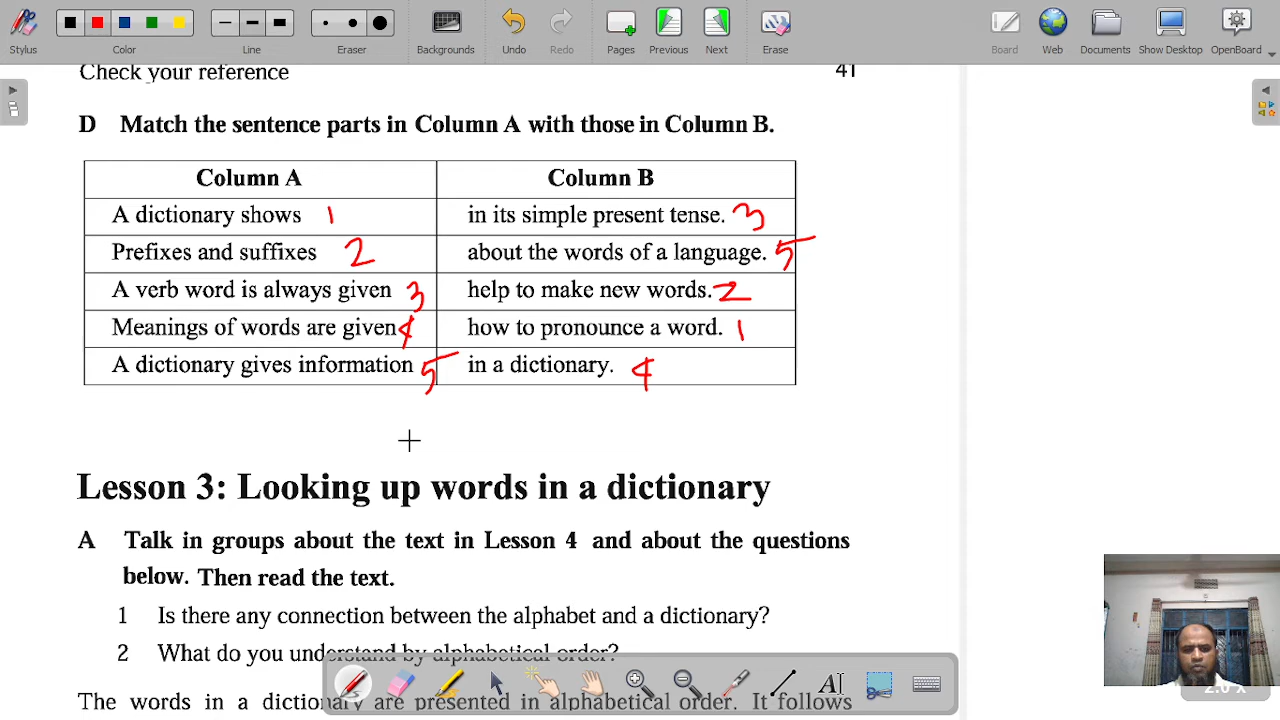 Stylus Color Line Eraser Backgrounds Undo Redo Pages Previous Next Erase Board Web Documents Show Desktop OpenBoard
Check your reference 41
D Match the sentence parts in Column A with those in Column B.
Column A Column B
A dictionary shows 1 in its simple present tense. 3
Prefixes and suffixes 2 about the words of a language. 5
A verb word is always given 3 help to make new words. 2
Meanings of words are given 4 how to pronounce a word. 1
A dictionary gives information 5 in a dictionary. 4
Lesson 3: Looking up words in a dictionary
A Talk in groups about the text in Lesson 4 and about the questions
below. Then read the text.
1 Is there any connection between the alphabet and a dictionary?
2 What do you understand by alphabetical order?
The words in a dictionary are presented in alphabetical order. It follows
2.0 x